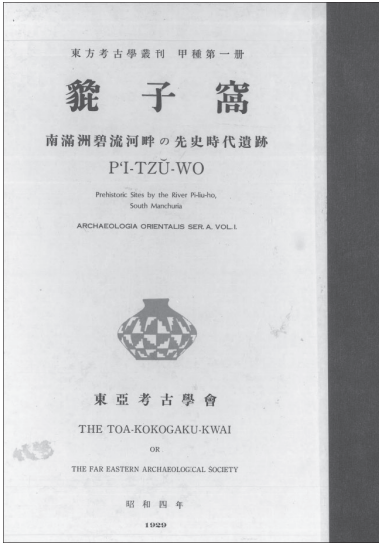 東方考古學叢刊 甲種第一册
貔子窩
南滿洲碧流河畔の先史時代遺跡
P‘I-TZŬ-WO
Prehistoric Sites by the River Pi-liu-ho,
South Manchuria
ARCHAEOLOGIA ORIENTALIS SER. A, VOL. I.
東亞考古學會
THE TOA-KOKOGAKU-KWAI
OR
THE FAR EASTERN ARCHAEOLOGICAL SOCIETY
昭和四年
1929